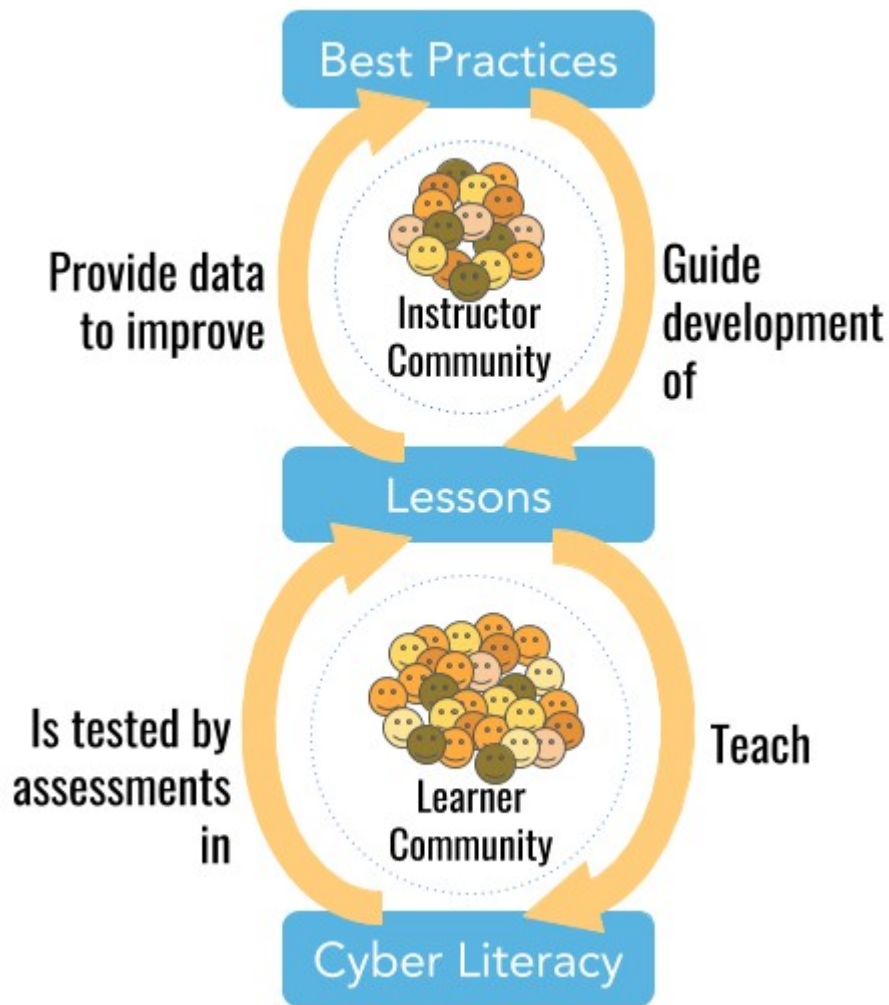 Best Practices
Provide data
to improve
Instructor
Community
Guide
development
of
Lessons
Is tested by
assessments
in
Learner
Community
Teach
Cyber Literacy